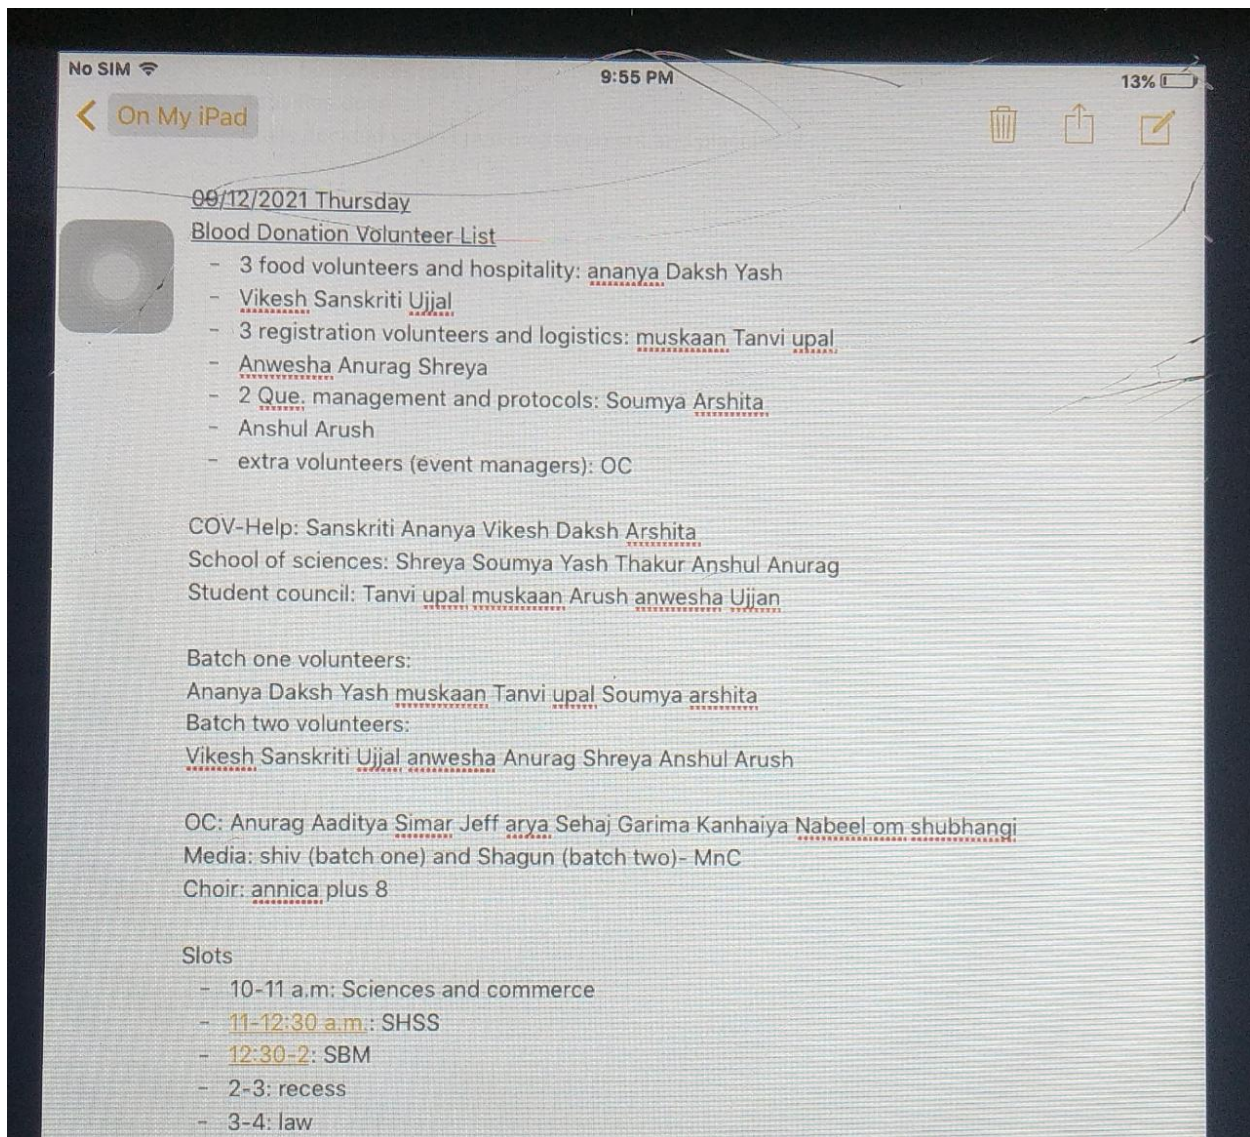 No SIM
9:55 PM
13%
On My iPad
09/12/2021 Thursday
Blood Donation Volunteer List
- 3 food volunteers and hospitality: ananya Daksh Yash
- Vikesh Sanskriti Ujjal
- 3 registration volunteers and logistics: muskaan Tanvi upal
- Anwesha Anurag Shreya
- 2 Que. management and protocols: Soumya Arshita
- Anshul Arush
- extra volunteers (event managers): OC
COV-Help: Sanskriti Ananya Vikesh Daksh Arshita
School of sciences: Shreya Soumya Yash Thakur Anshul Anurag
Student council: Tanvi upal muskaan Arush anwesha Ujjan
Batch one volunteers:
Ananya Daksh Yash muskaan Tanvi upal Soumya arshita
Batch two volunteers:
Vikesh Sanskriti Ujjal anwesha Anurag Shreya Anshul Arush
OC: Anurag Aaditya Simar Jeff arya Sehaj Garima Kanhaiya Nabeel om shubhangi
Media: shiv (batch one) and Shagun (batch two)- MnC
Choir: annica plus 8
Slots
- 10-11 a.m: Sciences and commerce
- 11-12:30 a.m.: SHSS
- 12:30-2: SBM
- 2-3: recess
- 3-4: law